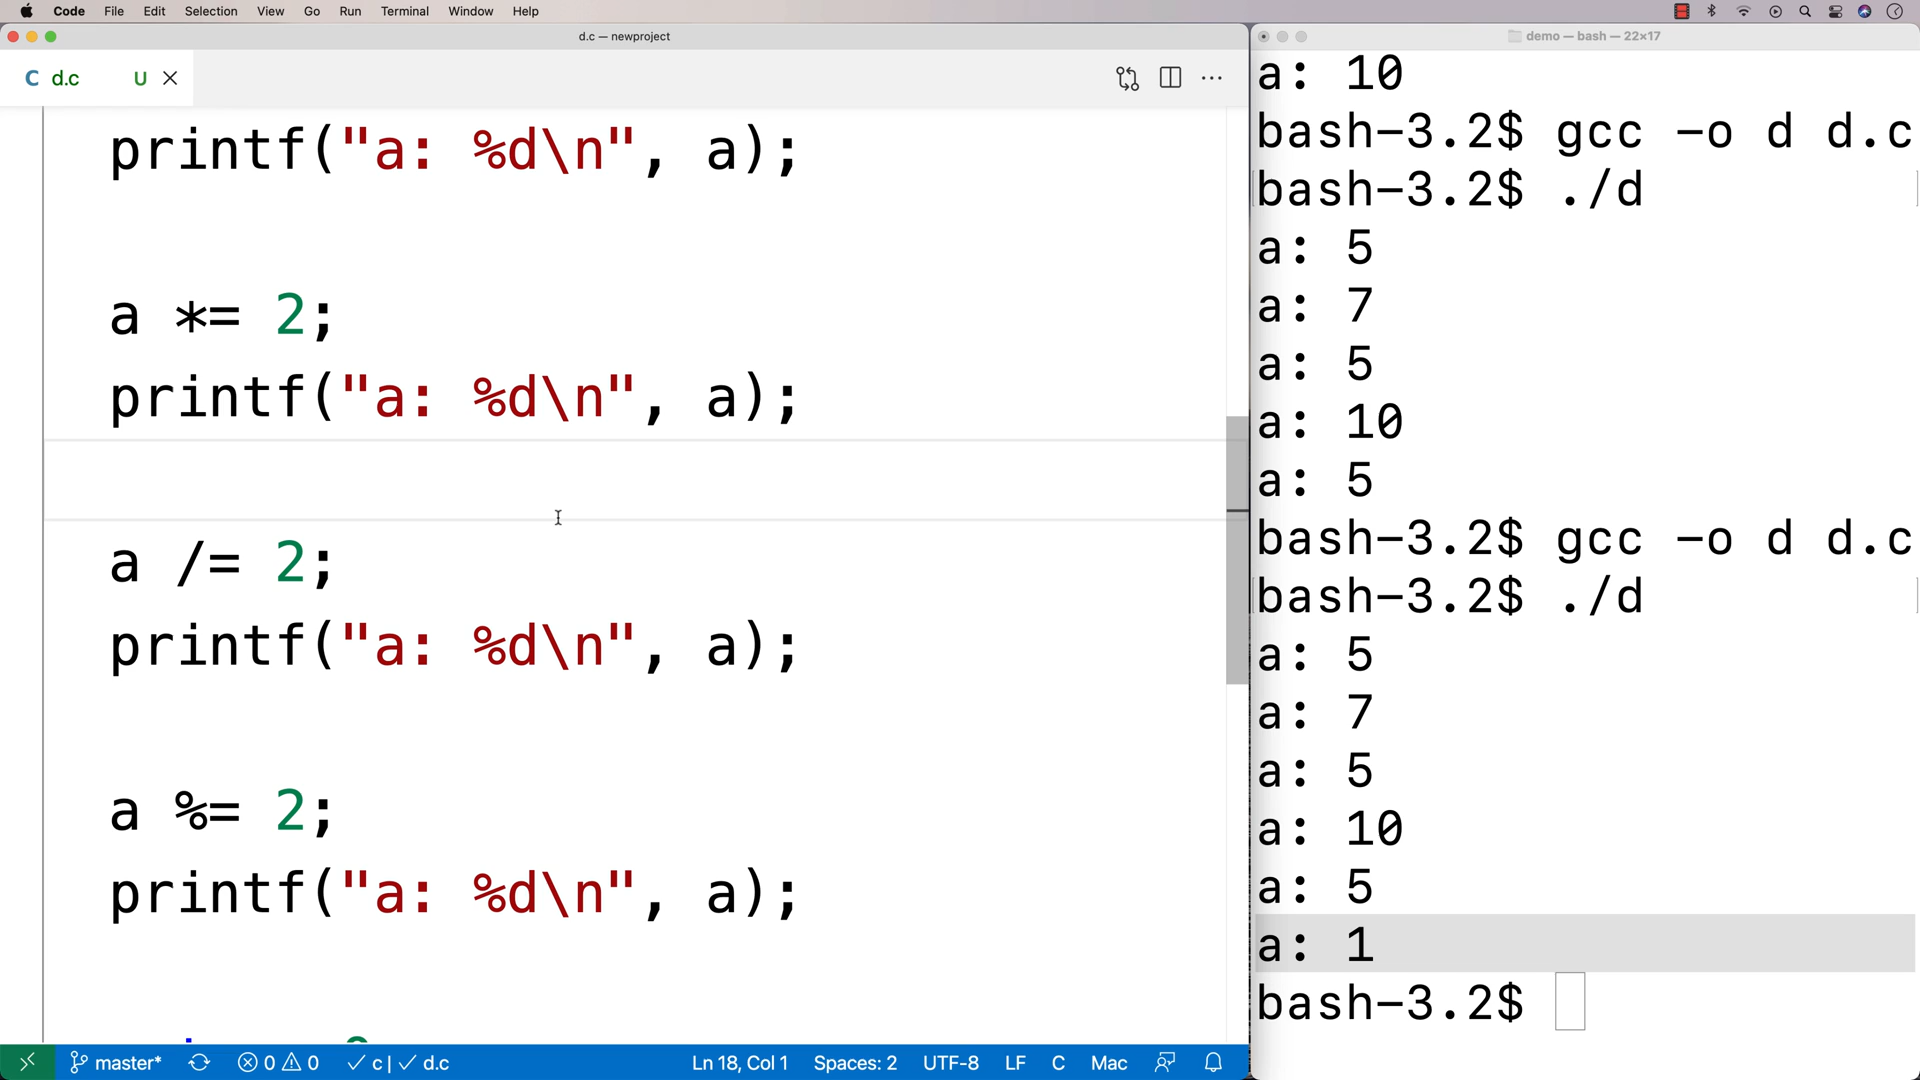 Code File Edit Selection View Go Run Terminal Window Help
d.c — newproject
C d.c U
printf("a: %d\n", a);
a *= 2;
printf("a: %d\n", a);
a /= 2;
printf("a: %d\n", a);
a %= 2;
printf("a: %d\n", a);
master* 0 0 c | d.c Ln 18, Col 1 Spaces: 2 UTF-8 LF C Mac
demo — bash — 22×17
a: 10
bash-3.2$ gcc -o d d.c
bash-3.2$ ./d
a: 5
a: 7
a: 5
a: 10
a: 5
bash-3.2$ gcc -o d d.c
bash-3.2$ ./d
a: 5
a: 7
a: 5
a: 10
a: 5
a: 1
bash-3.2$